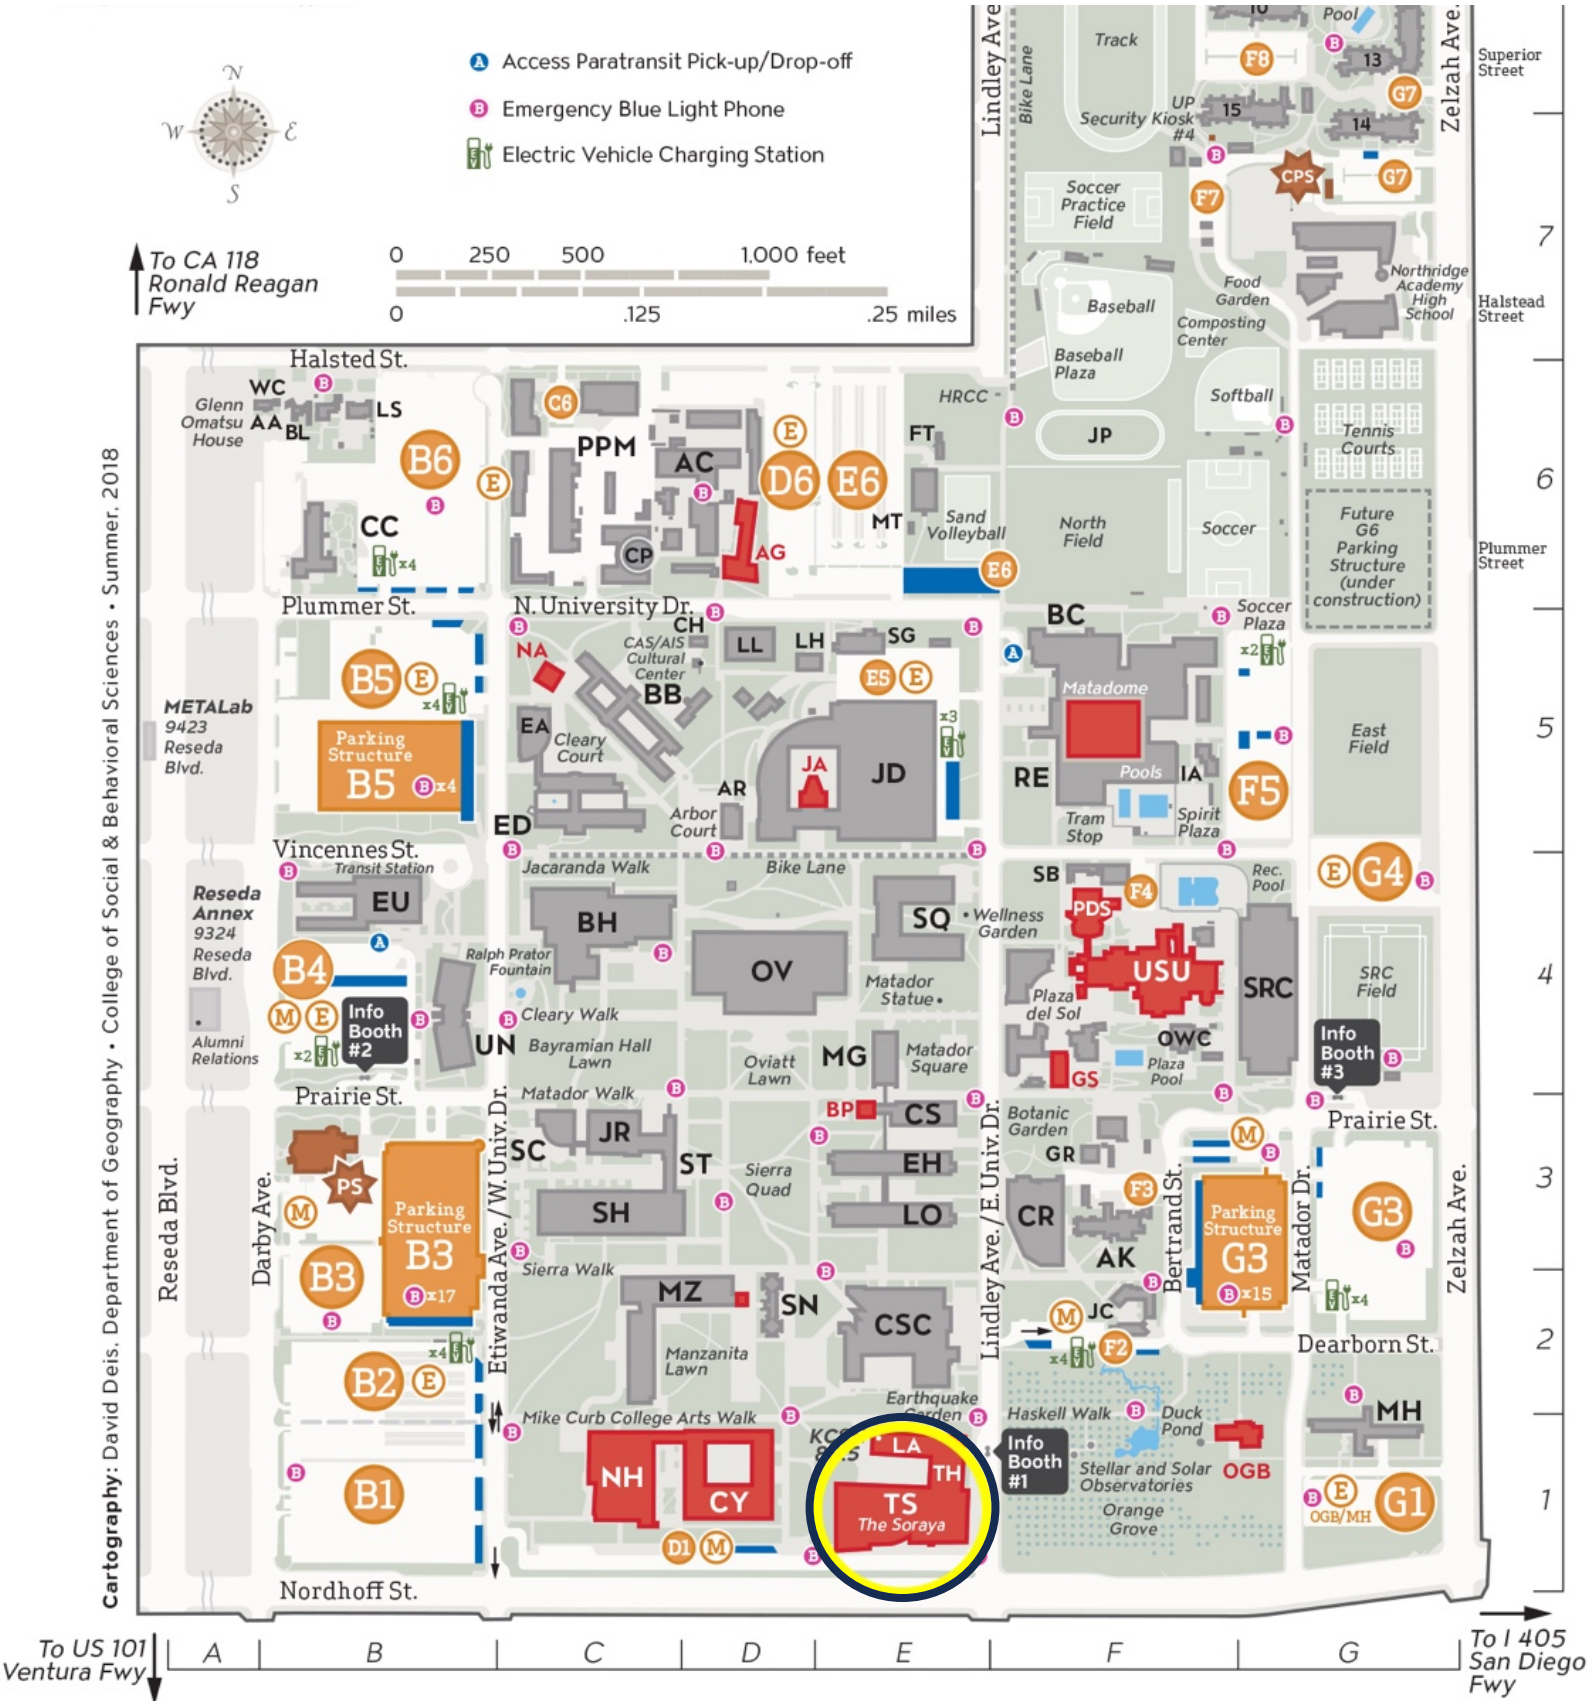 N
W
E
S
A Access Paratransit Pick-up/Drop-off
B Emergency Blue Light Phone
EV Electric Vehicle Charging Station
To CA 118
Ronald Reagan
Fwy
0 250 500 1,000 feet
0 .125 .25 miles
Lindley Ave
Bike Lane
Track
10
Pool
B
13
F8
G7
Zelzah Ave.
Superior
Street
UP
Security Kiosk
#4
15
14
B
CPS
G7
F7
Soccer
Practice
Field
7
Northridge
Academy
High
School
Halstead
Street
Food
Garden
Composting
Center
Baseball
Baseball
Plaza
Softball
B
B
JP
Tennis
Courts
6
North
Field
Soccer
Future
G6
Parking
Structure
(under
construction)
Plummer
Street
Halsted St.
WC
B
Glenn
Omatsu
House
AA
BL
LS
B6
E
B
CC
EV x4
C6
PPM
AC
B
CP
AG
E
D6
E6
HRCC
FT
MT
Sand
Volleyball
E6
Plummer St.
N. University Dr.
B
B
B
B
Soccer
Plaza
x2 EV
NA
CH
CAS/AIS
Cultural
Center
LL
LH
SG
E5
E
BB
EA
Cleary
Court
x3
EV
JA
JD
AR
Arbor
Court
ED
BC
A
Matadome
RE
Pools
IA
Tram
Stop
Spirit
Plaza
B
F5
East
Field
5
METALab
9423
Reseda
Blvd.
B5
E
x4 EV
Parking
Structure
B5
B x4
Vincennes St.
Transit Station
B
B
B
B
B
Jacaranda Walk
Bike Lane
EU
A
Reseda
Annex
9324
Reseda
Blvd.
Alumni
Relations
B4
M
E
x2 EV
Info
Booth
#2
B
UN
Ralph Prator
Fountain
BH
B
B
Cleary Walk
Bayramian Hall
Lawn
OV
Oviatt
Lawn
SQ
Wellness
Garden
Matador
Statue
MG
Matador
Square
SB
F4
PDS
USU
Rec.
Pool
Plaza
del Sol
OWC
GS
Plaza
Pool
SRC
E
G4
B
SRC
Field
4
Info
Booth
#3
B
B
B
Prairie St.
Prairie St.
Matador Walk
B
B
SC
JR
ST
SH
B
Sierra
Quad
BP
B
CS
EH
LO
Botanic
Garden
GR
CR
F3
AK
M
B
Bertrand St.
Parking
Structure
G3
B x15
Matador Dr.
G3
B
EV x4
Zelzah Ave.
3
Reseda Blvd.
Darby Ave.
PS
M
B3
B
Parking
Structure
B3
B x17
Etiwanda Ave./W. Univ. Dr.
Lindley Ave./E. Univ. Dr.
B
Sierra Walk
B
MZ
SN
CSC
Manzanita
Lawn
Earthquake
Garden
B
M
JC
x4 EV
F2
Dearborn St.
2
x4 EV
B2
E
B
Mike Curb College Arts Walk
B
B
Haskell Walk
B
Duck
Pond
B
MH
B
B1
NH
CY
LA
TH
TS
The Soraya
Info
Booth
#1
Stellar and Solar
Observatories
Orange
Grove
OGB
B
E
OGB/MH
G1
1
D1
M
B
Nordhoff St.
To US 101
Ventura Fwy
A B C D E F G
To I 405
San Diego
Fwy
Cartography: David Deis. Department of Geography • College of Social & Behavioral Sciences • Summer, 2018